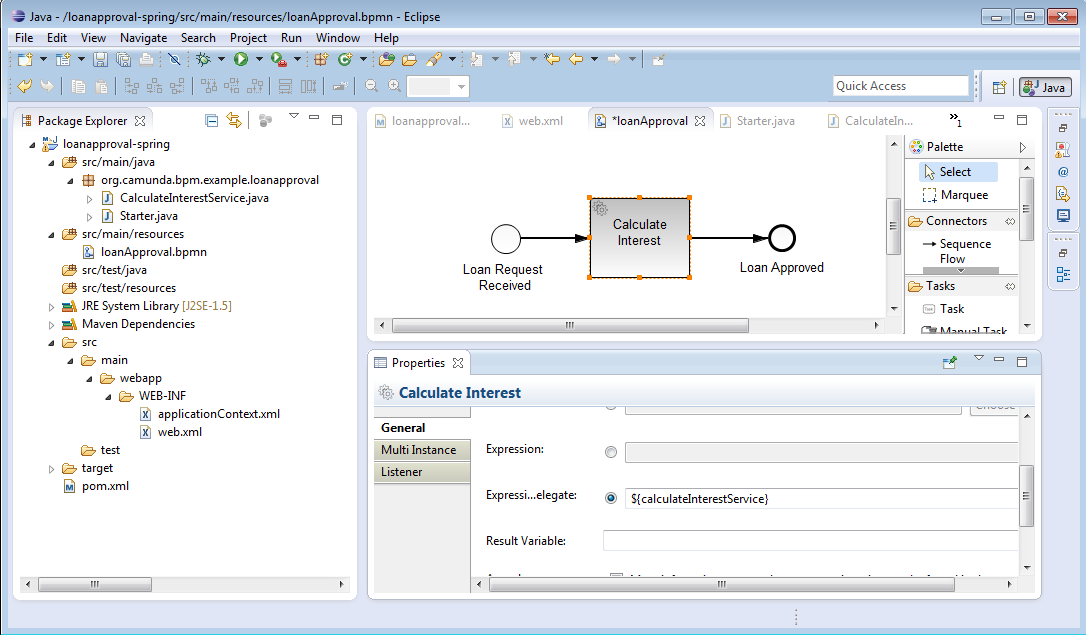 Java - /loanapproval-spring/src/main/resources/loanApproval.bpmn - Eclipse
File Edit View Navigate Search Project Run Window Help
Quick Access
Java
Package Explorer
loanapproval-spring
src/main/java
org.camunda.bpm.example.loanapproval
CalculateInterestService.java
Starter.java
src/main/resources
loanApproval.bpmn
src/test/java
src/test/resources
JRE System Library [J2SE-1.5]
Maven Dependencies
src
main
webapp
WEB-INF
applicationContext.xml
web.xml
test
target
pom.xml
loanapproval... web.xml *loanApproval Starter.java CalculateIn... »1
Calculate
Interest
Loan Request
Received
Loan Approved
Palette
Select
Marquee
Connectors
Sequence
Flow
Tasks
Task
Manual Task
Properties
Calculate Interest
General
Multi Instance
Listener
Choose
Expression:
Expressi...elegate: ${calculateInterestService}
Result Variable: